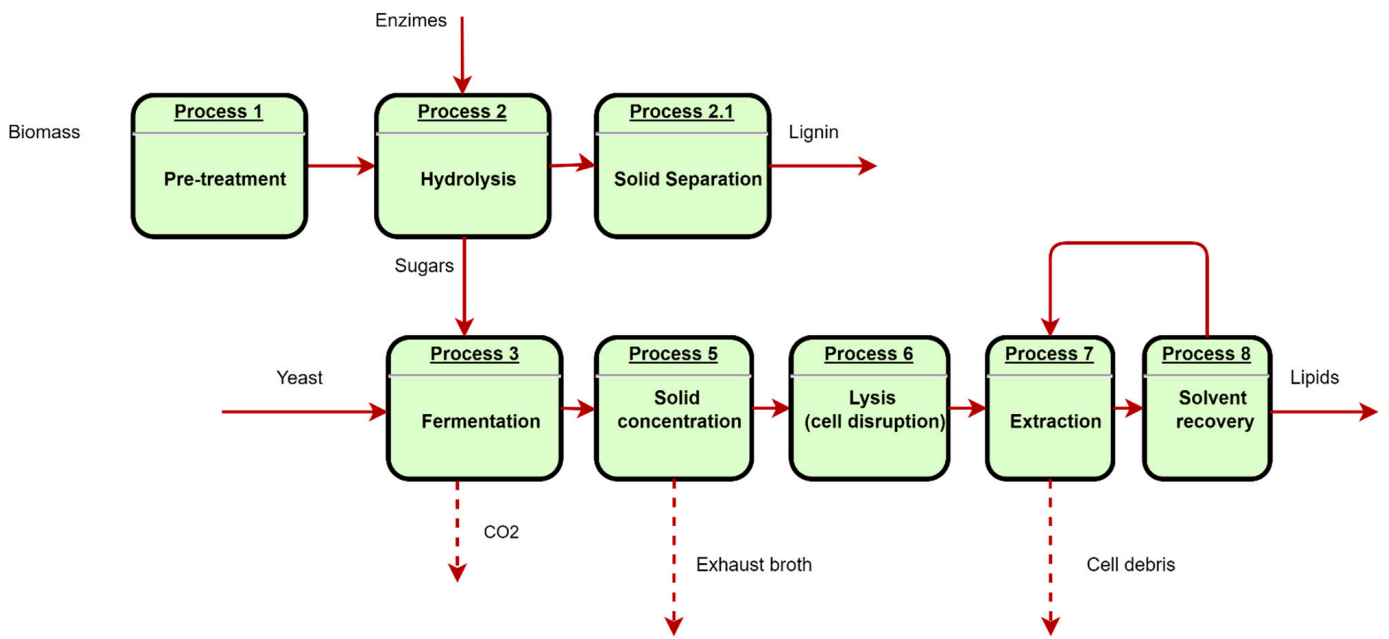 Enzimes
Biomass
Process 1
Pre-treatment
Process 2
Hydrolysis
Process 2.1
Solid Separation
Lignin
Sugars
Yeast
Process 3
Fermentation
Process 5
Solid
concentration
Process 6
Lysis
(cell disruption)
Process 7
Extraction
Process 8
Solvent
recovery
Lipids
CO2
Exhaust broth
Cell debris